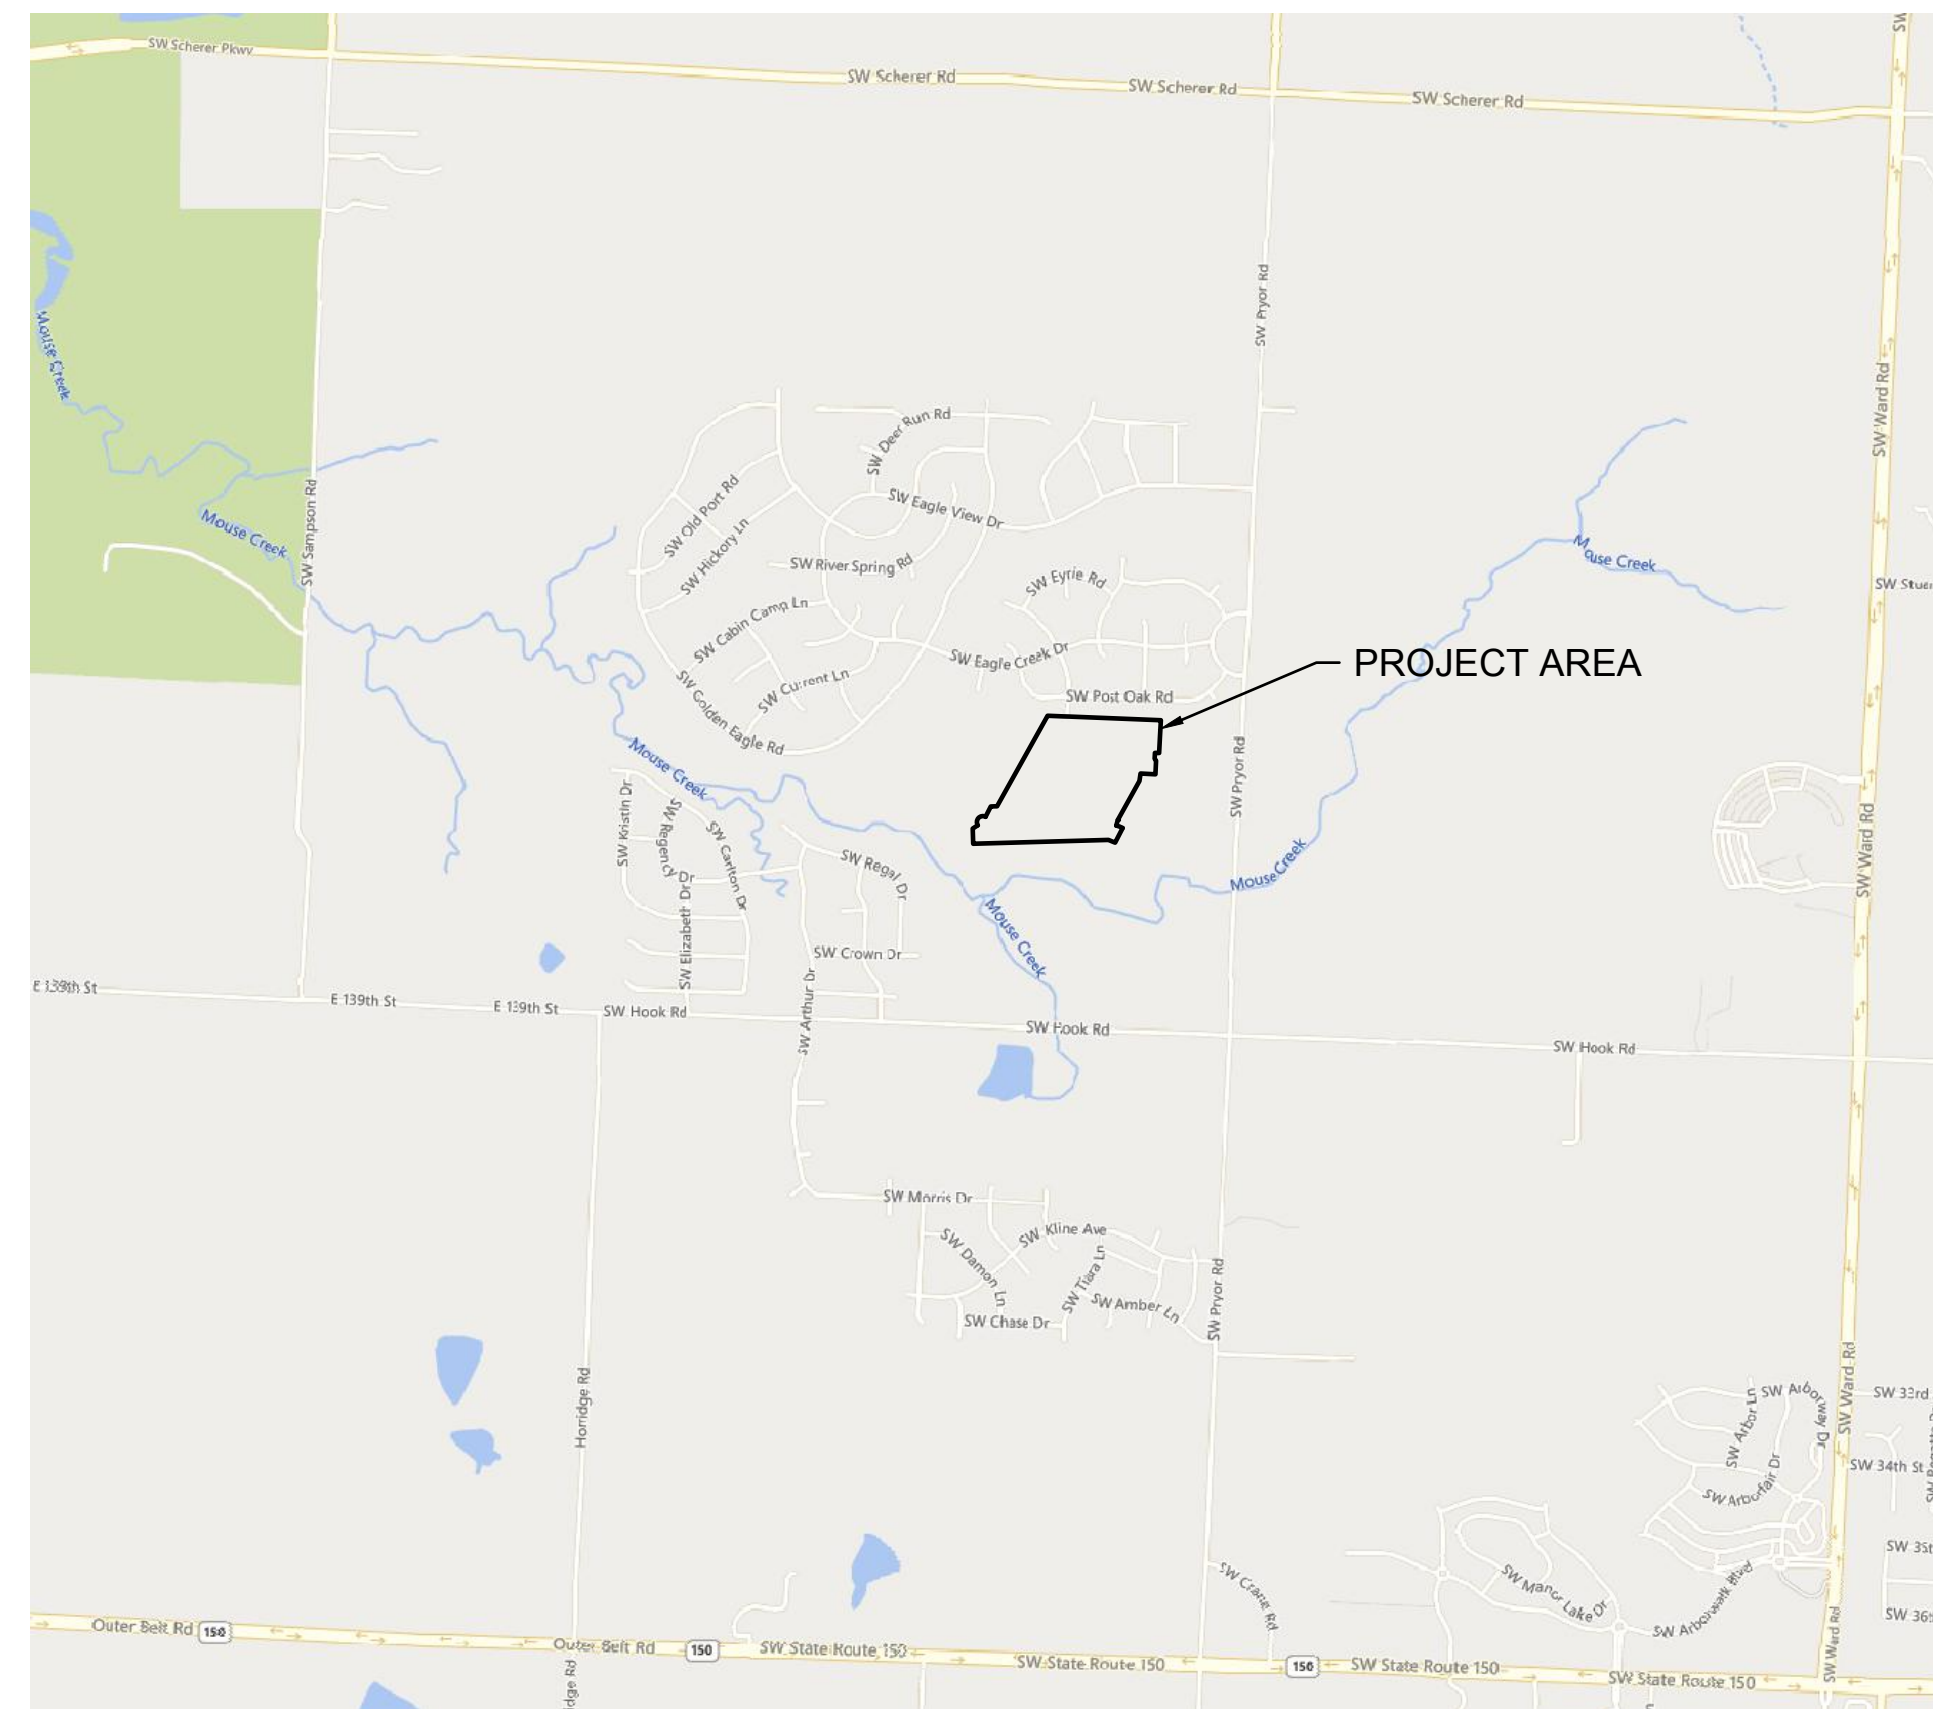 SW
SW Scherer Pkwy
SW Scherer Rd
SW Scherer Rd
SW Scherer Rd
SW Pryor Rd
Mouse Creek
SW Ward Rd
SW Deer Run Rd
SW Old Port Rd
SW Eagle View Dr
SW Hickory Ln
SW Sampson Rd
Mouse Creek
Mouse Creek
SW River Spring Rd
SW Eyrie Rd
SW Stuar
SW Cabin Camp Ln
SW Eagle Creek Dr
PROJECT AREA
SW Current Ln
SW Post Oak Rd
SW Golden Eagle Rd
Mouse Creek
SW Pryor Rd
SW Kristin Dr
SW Regency Dr
SW Carlton Dr
SW Ward Rd
SW Regal Dr
Mouse Creek
SW Elizabeth Dr
Mouse Creek
SW Crown Dr
E 139th St
E 139th St
E 139th St
SW Hook Rd
SW Arthur Dr
SW Hook Rd
SW Hook Rd
SW Morris Dr
SW Kline Ave
SW Damon Ln
SW Tiara Ln
SW Amber Ln
SW Chase Dr
SW Pryor Rd
Horridge Rd
SW Ward Rd
SW Arbor Ln
SW Arborway Dr
SW 33rd
SW 34th St
SW Arborfair Dr
SW 35t
SW Crane Rd
SW Manor Lake Dr
SW Arborwalk Blvd
SW 36t
SW Ward Rd
Outer Belt Rd 150
Outer Belt Rd 150
SW State Route 150
SW State Route 150
150
SW State Route 150
SW State Route 150
idge Rd